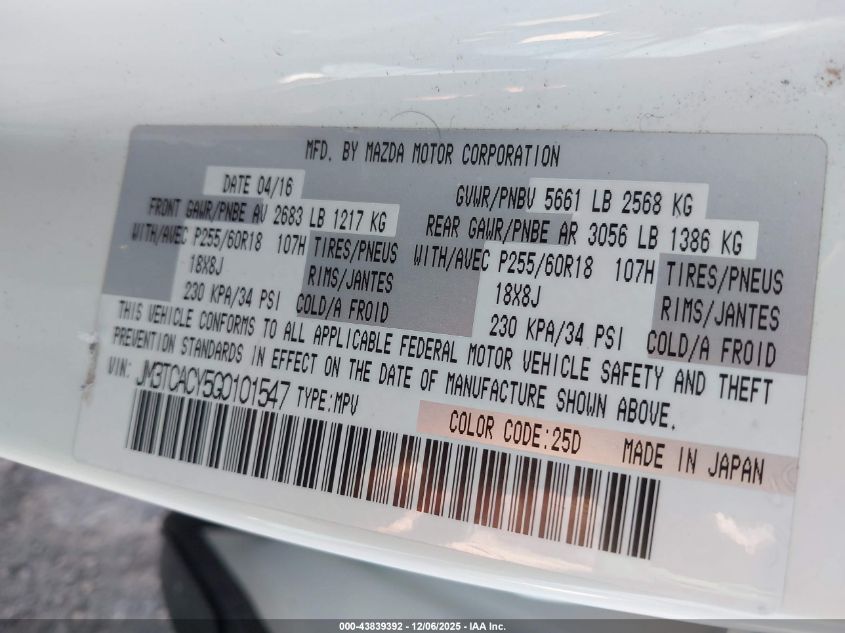 MFD. BY MAZDA MOTOR CORPORATION
DATE 04/16 GVWR/PNBV 5661 LB 2568 KG
FRONT GAWR/PNBE AV 2683 LB 1217 KG REAR GAWR/PNBE AR 3056 LB 1386 KG
WITH/AVEC P255/60R18 107H TIRES/PNEUS WITH/AVEC P255/60R18 107H TIRES/PNEUS
18X8J RIMS/JANTES 18X8J RIMS/JANTES
230 KPA/34 PSI COLD/A FROID 230 KPA/34 PSI COLD/A FROID
THIS VEHICLE CONFORMS TO ALL APPLICABLE FEDERAL MOTOR VEHICLE SAFETY AND THEFT
PREVENTION STANDARDS IN EFFECT ON THE DATE OF MANUFACTURE SHOWN ABOVE.
VIN: JM3TCACY5G0101547 TYPE:MPV
COLOR CODE:25D MADE IN JAPAN
000-43839392 - 12/06/2025 - IAA Inc.